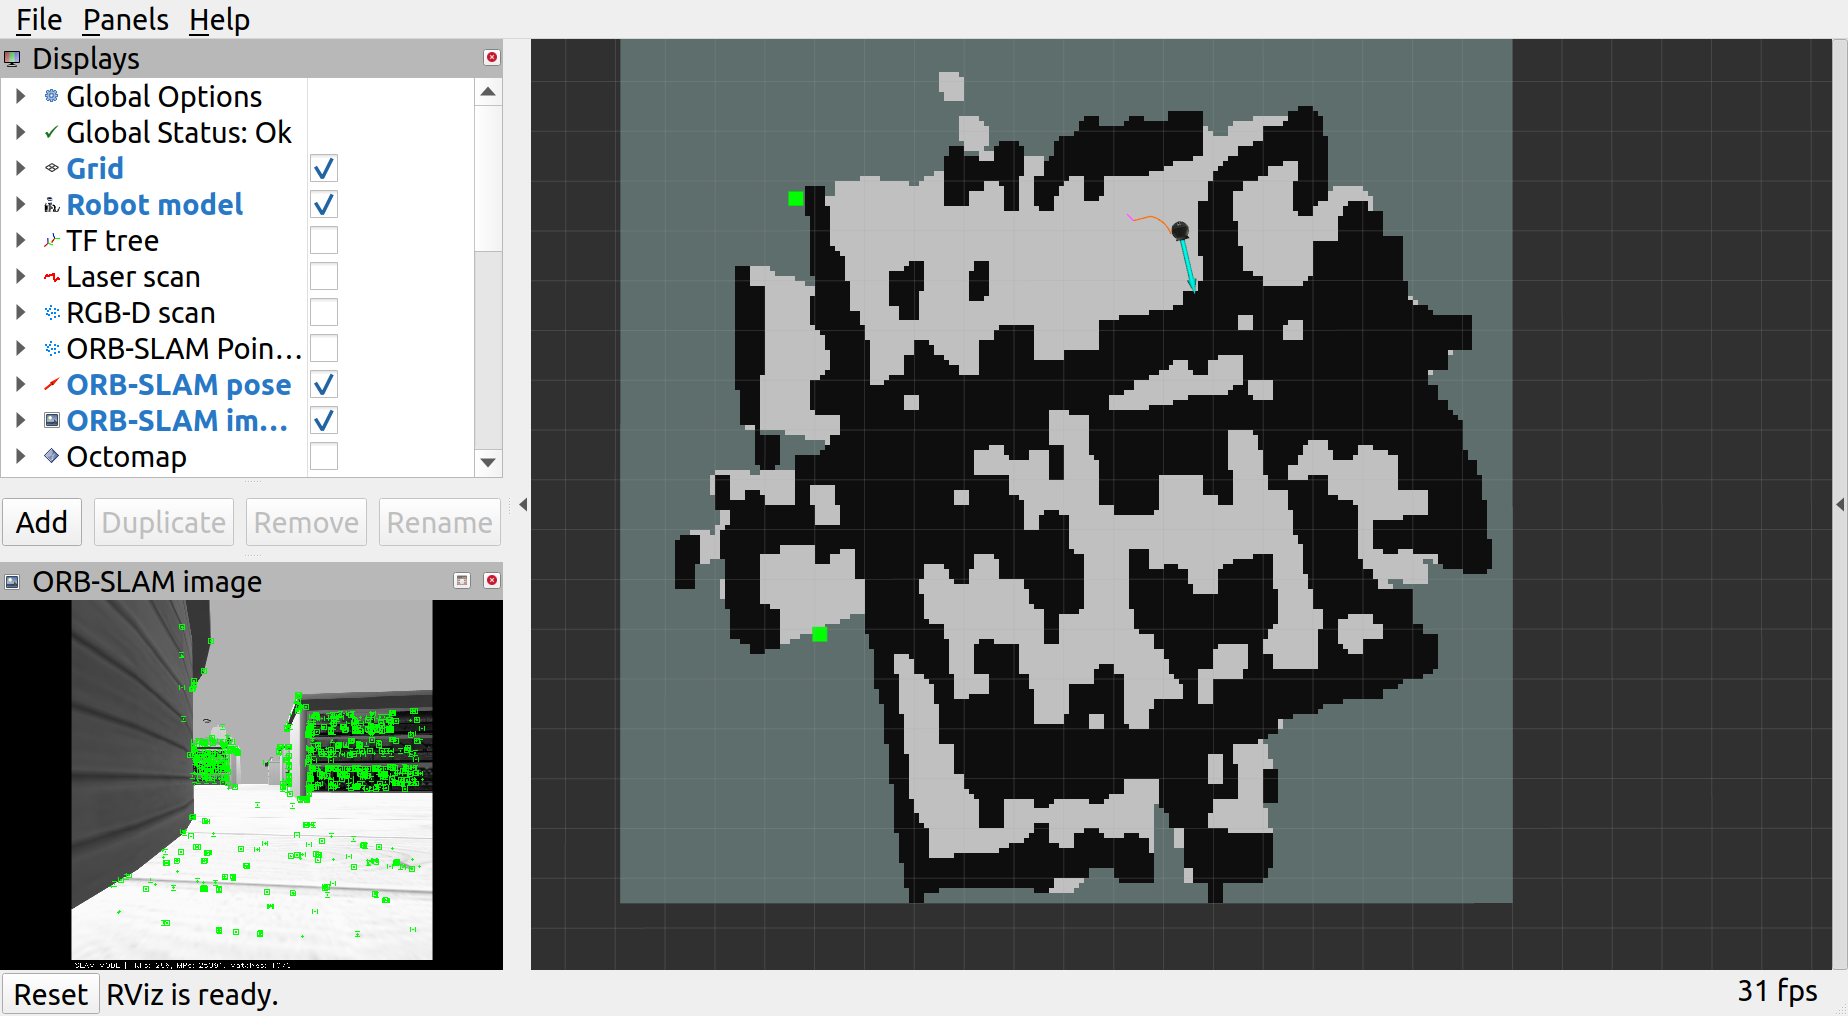 File Panels Help
Displays
Global Options
Global Status: Ok
Grid
Robot model
TF tree
Laser scan
RGB-D scan
ORB-SLAM Poin...
ORB-SLAM pose
ORB-SLAM im...
Octomap
Add Duplicate Remove Rename
ORB-SLAM image
SLAM MODE |
Reset RViz is ready.
31 fps